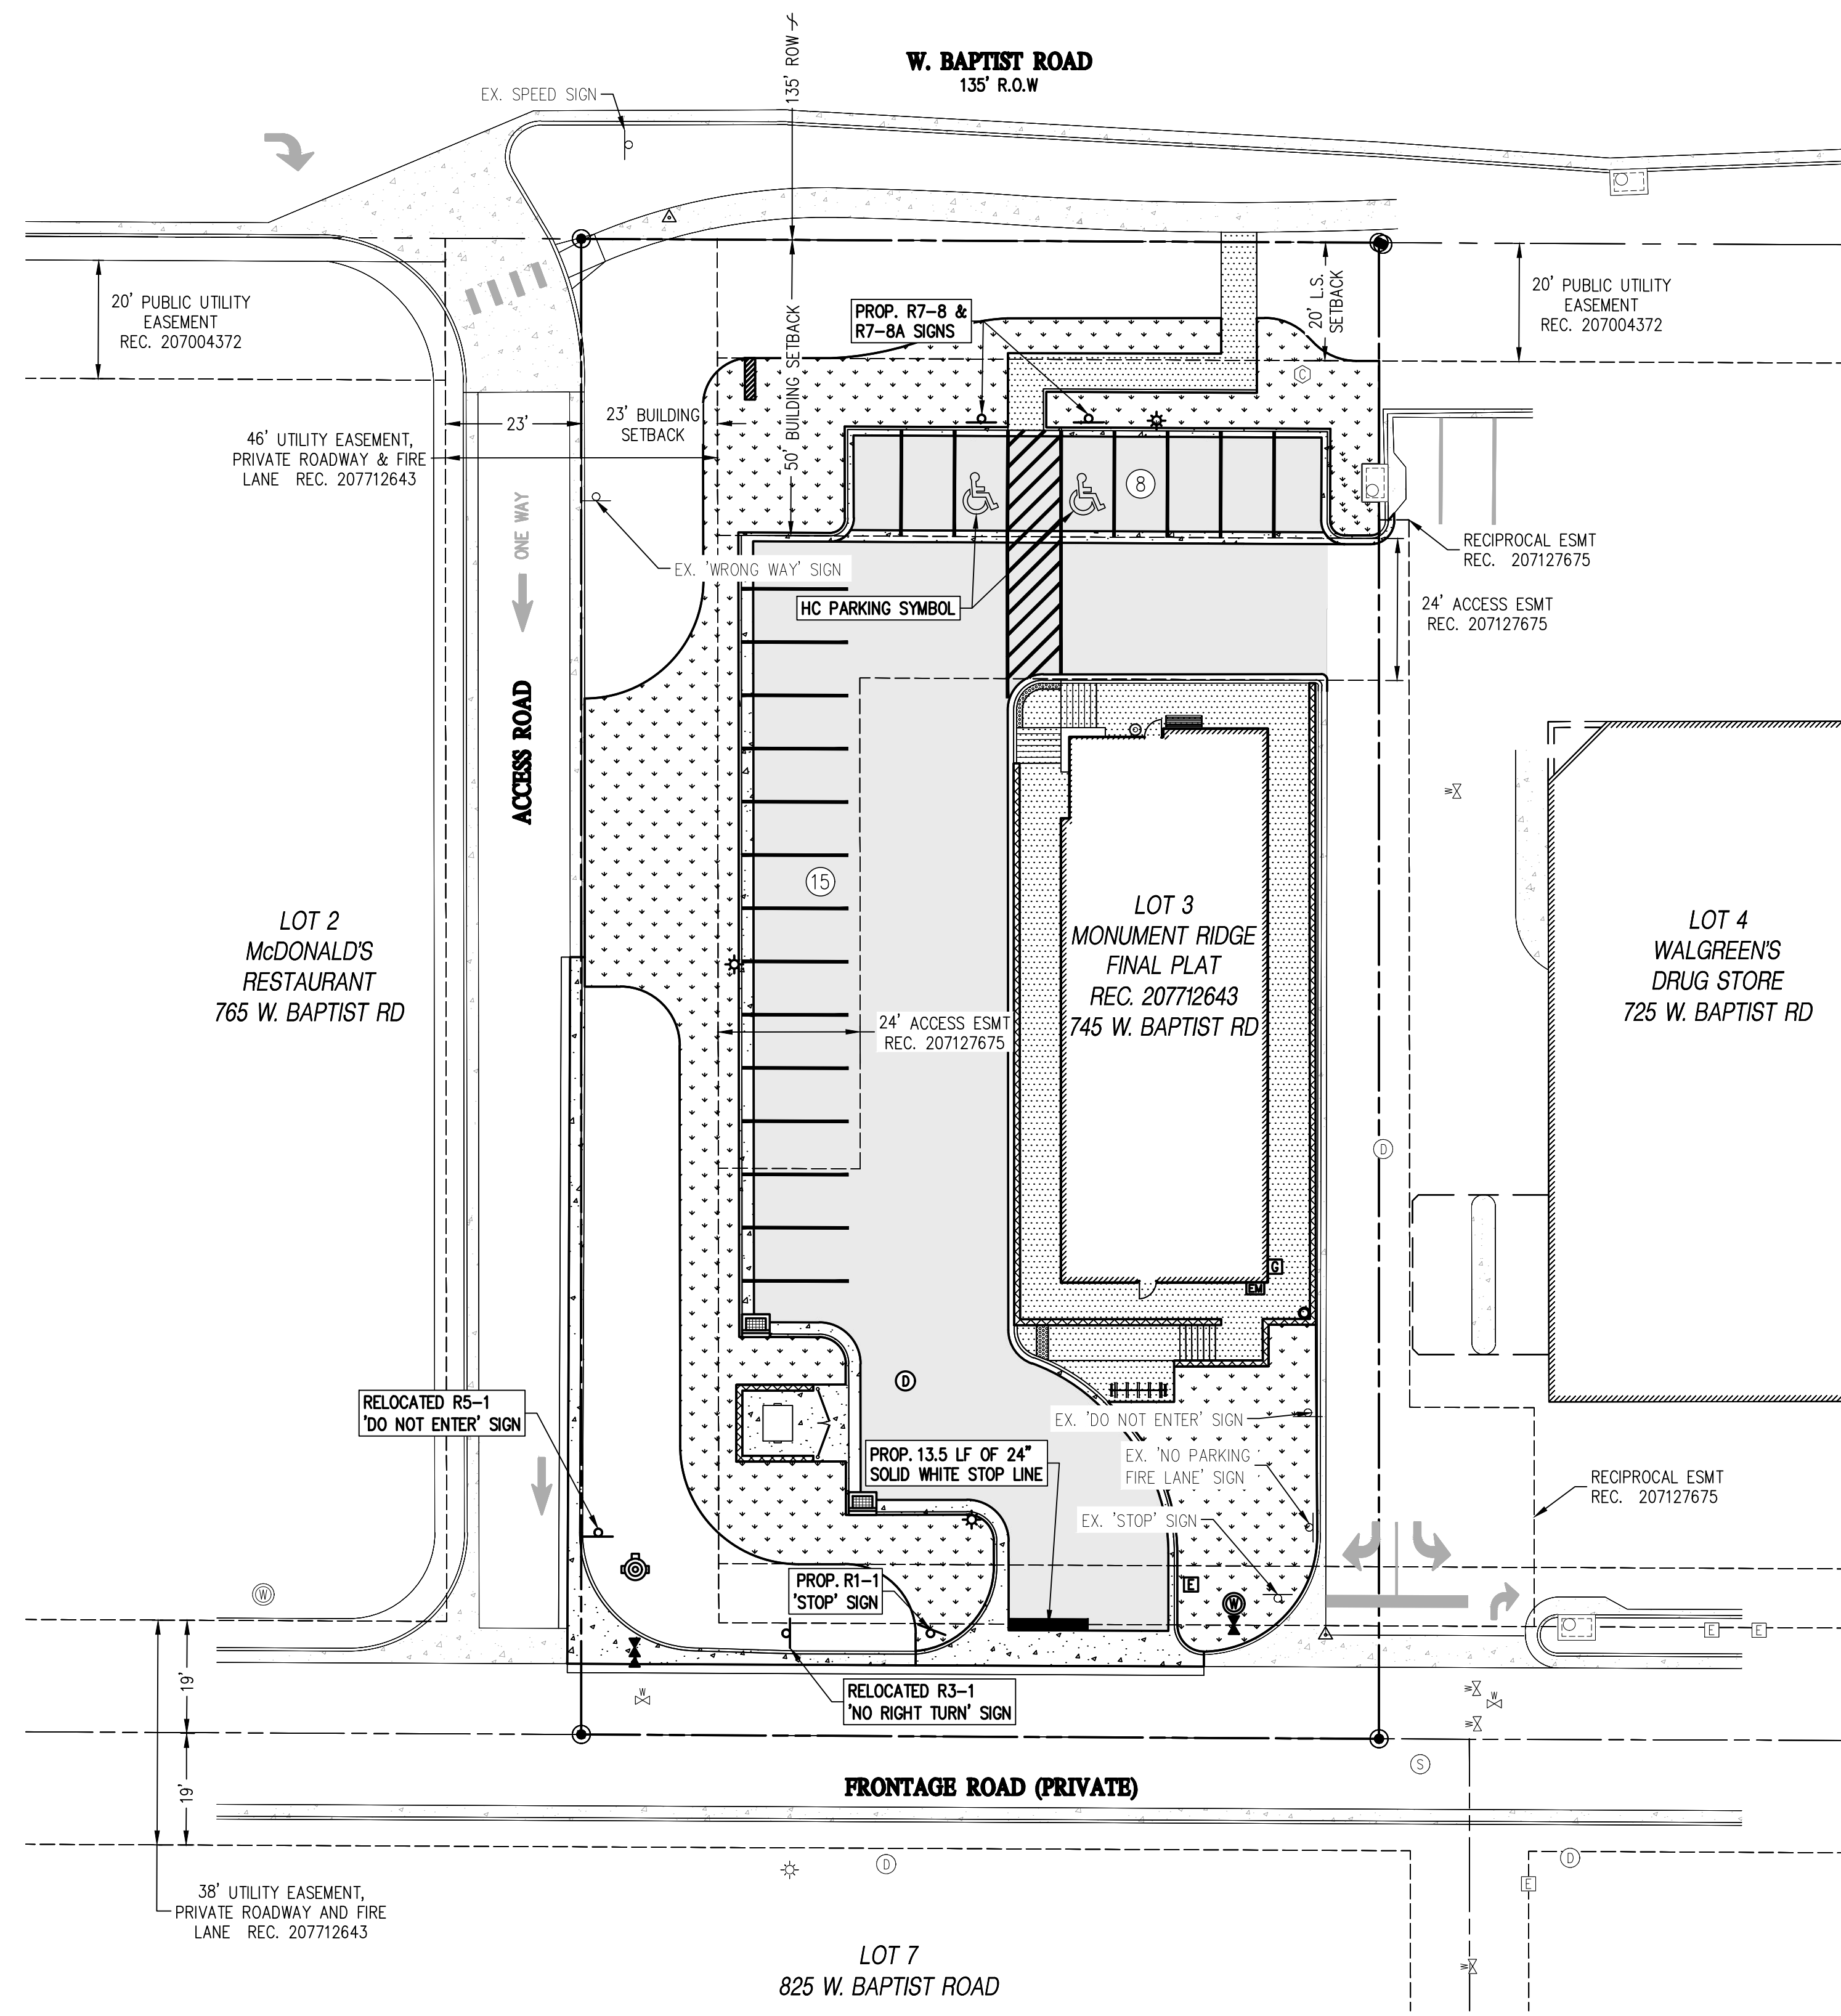 W. BAPTIST ROAD
135' R.O.W
135' ROW
EX. SPEED SIGN
20' PUBLIC UTILITY
EASEMENT
REC. 207004372
PROP. R7-8 &
R7-8A SIGNS
20' L.S.
SETBACK
20' PUBLIC UTILITY
EASEMENT
REC. 207004372
50' BUILDING SETBACK
C
23'
23' BUILDING
SETBACK
46' UTILITY EASEMENT,
PRIVATE ROADWAY & FIRE
LANE REC. 207712643
8
ONE WAY
RECIPROCAL ESMT
REC. 207127675
EX. 'WRONG WAY' SIGN
HC PARKING SYMBOL
24' ACCESS ESMT
REC. 207127675
ACCESS ROAD
W
15
LOT 2
McDONALD'S
RESTAURANT
765 W. BAPTIST RD
LOT 3
MONUMENT RIDGE
FINAL PLAT
REC. 207712643
745 W. BAPTIST RD
LOT 4
WALGREEN'S
DRUG STORE
725 W. BAPTIST RD
24' ACCESS ESMT
REC. 207127675
D
G
EM
D
RELOCATED R5-1
'DO NOT ENTER' SIGN
EX. 'DO NOT ENTER' SIGN
PROP. 13.5 LF OF 24"
SOLID WHITE STOP LINE
EX. 'NO PARKING
FIRE LANE' SIGN
RECIPROCAL ESMT
REC. 207127675
EX. 'STOP' SIGN
W
PROP. R1-1
'STOP' SIGN
E
W
E
E
19'
RELOCATED R3-1
'NO RIGHT TURN' SIGN
W
W
W
W
S
19'
FRONTAGE ROAD (PRIVATE)
D
D
E
38' UTILITY EASEMENT,
PRIVATE ROADWAY AND FIRE
LANE REC. 207712643
LOT 7
825 W. BAPTIST ROAD
W